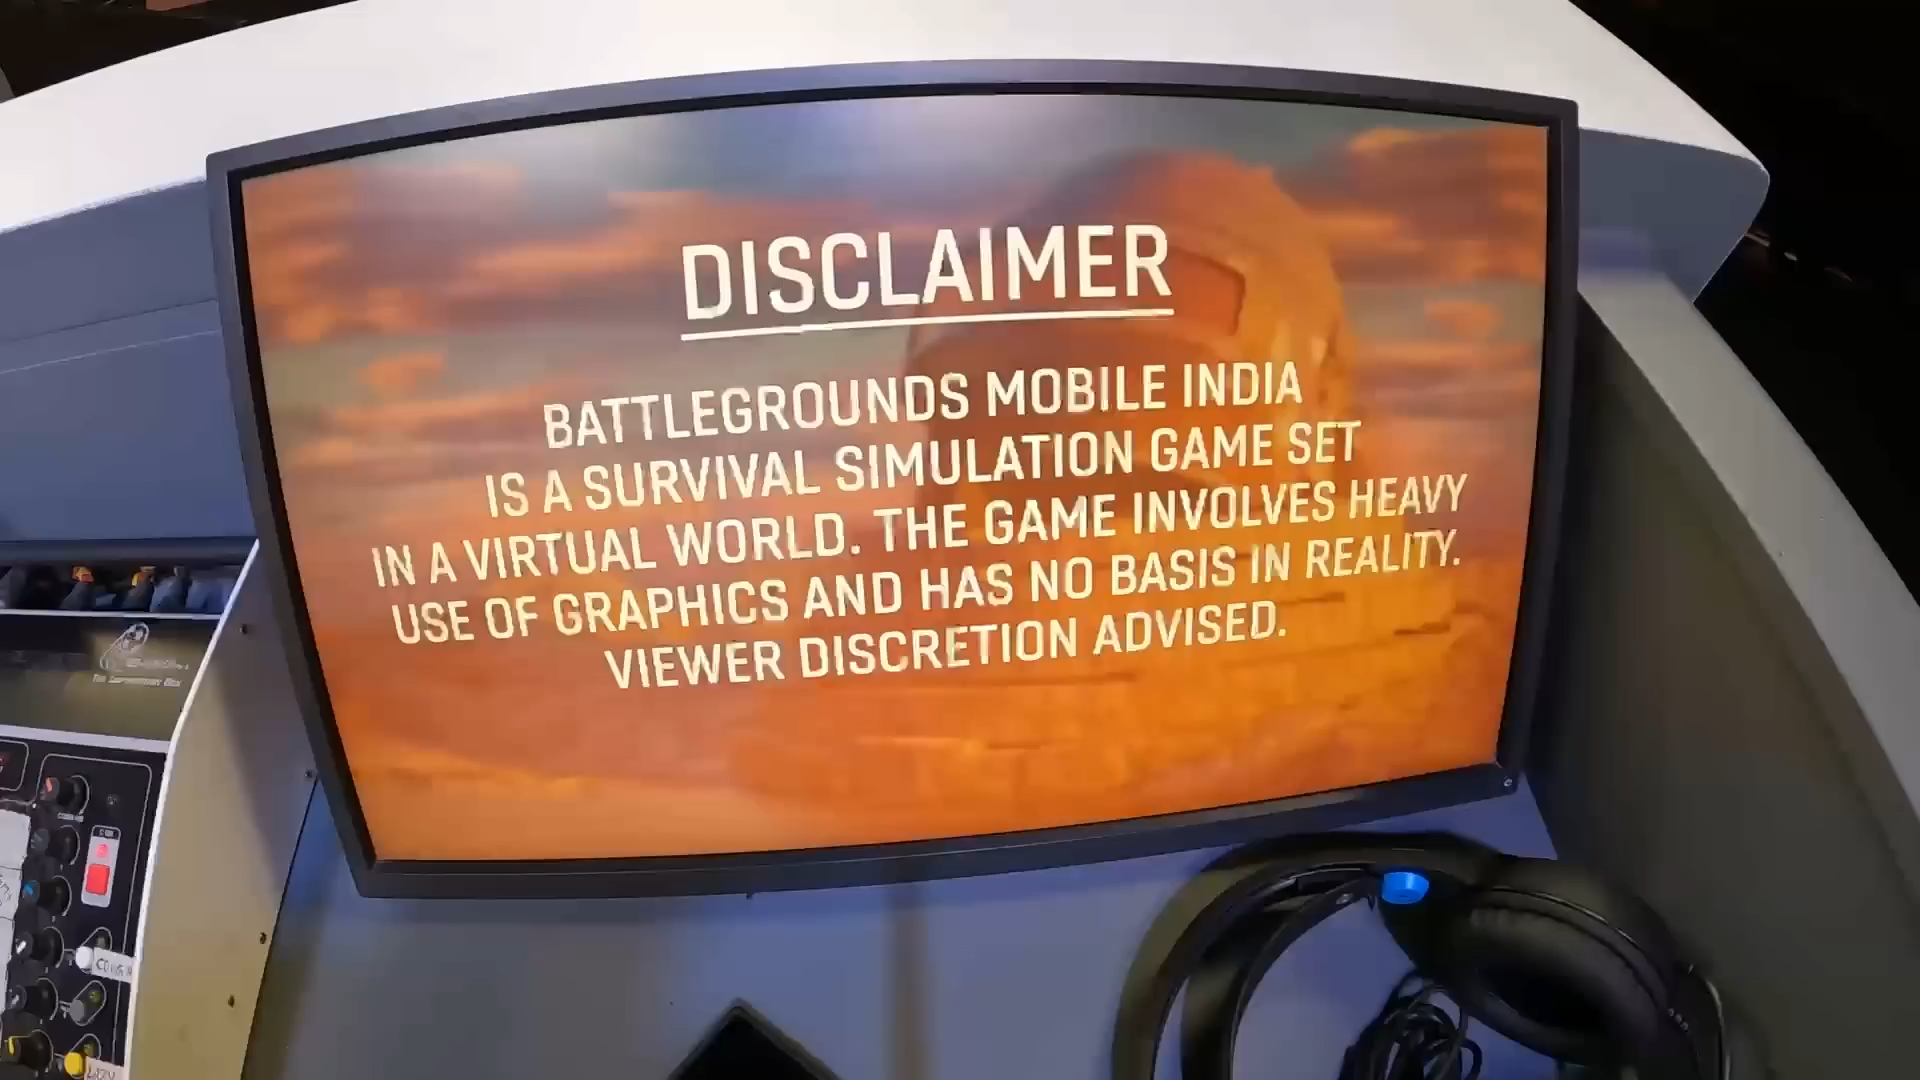 DISCLAIMER
BATTLEGROUNDS MOBILE INDIA
IS A SURVIVAL SIMULATION GAME SET
IN A VIRTUAL WORLD. THE GAME INVOLVES HEAVY
USE OF GRAPHICS AND HAS NO BASIS IN REALITY.
VIEWER DISCRETION ADVISED.